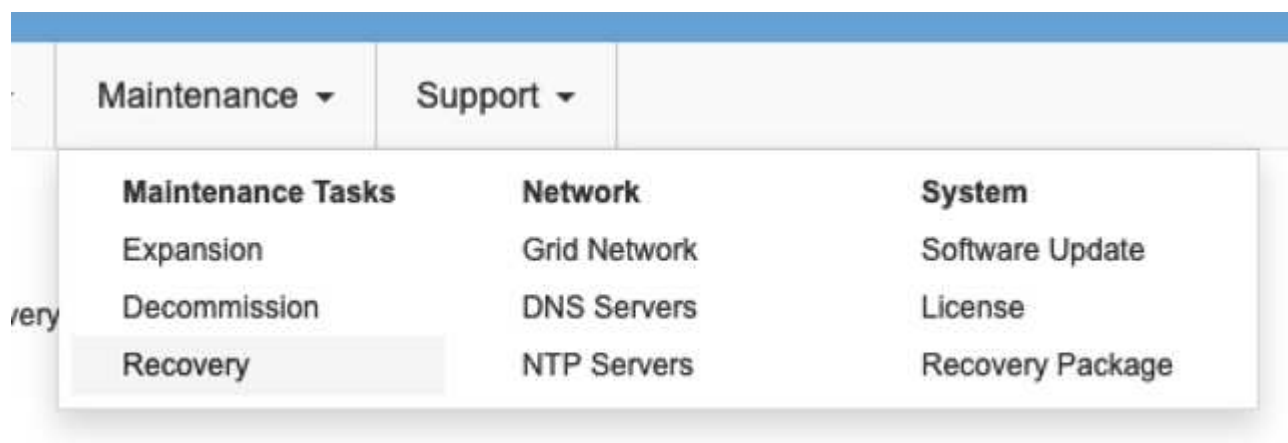 Maintenance
Support
Maintenance Tasks
Expansion
Decommission
Recovery
Network
Grid Network
DNS Servers
NTP Servers
System
Software Update
License
Recovery Package
very